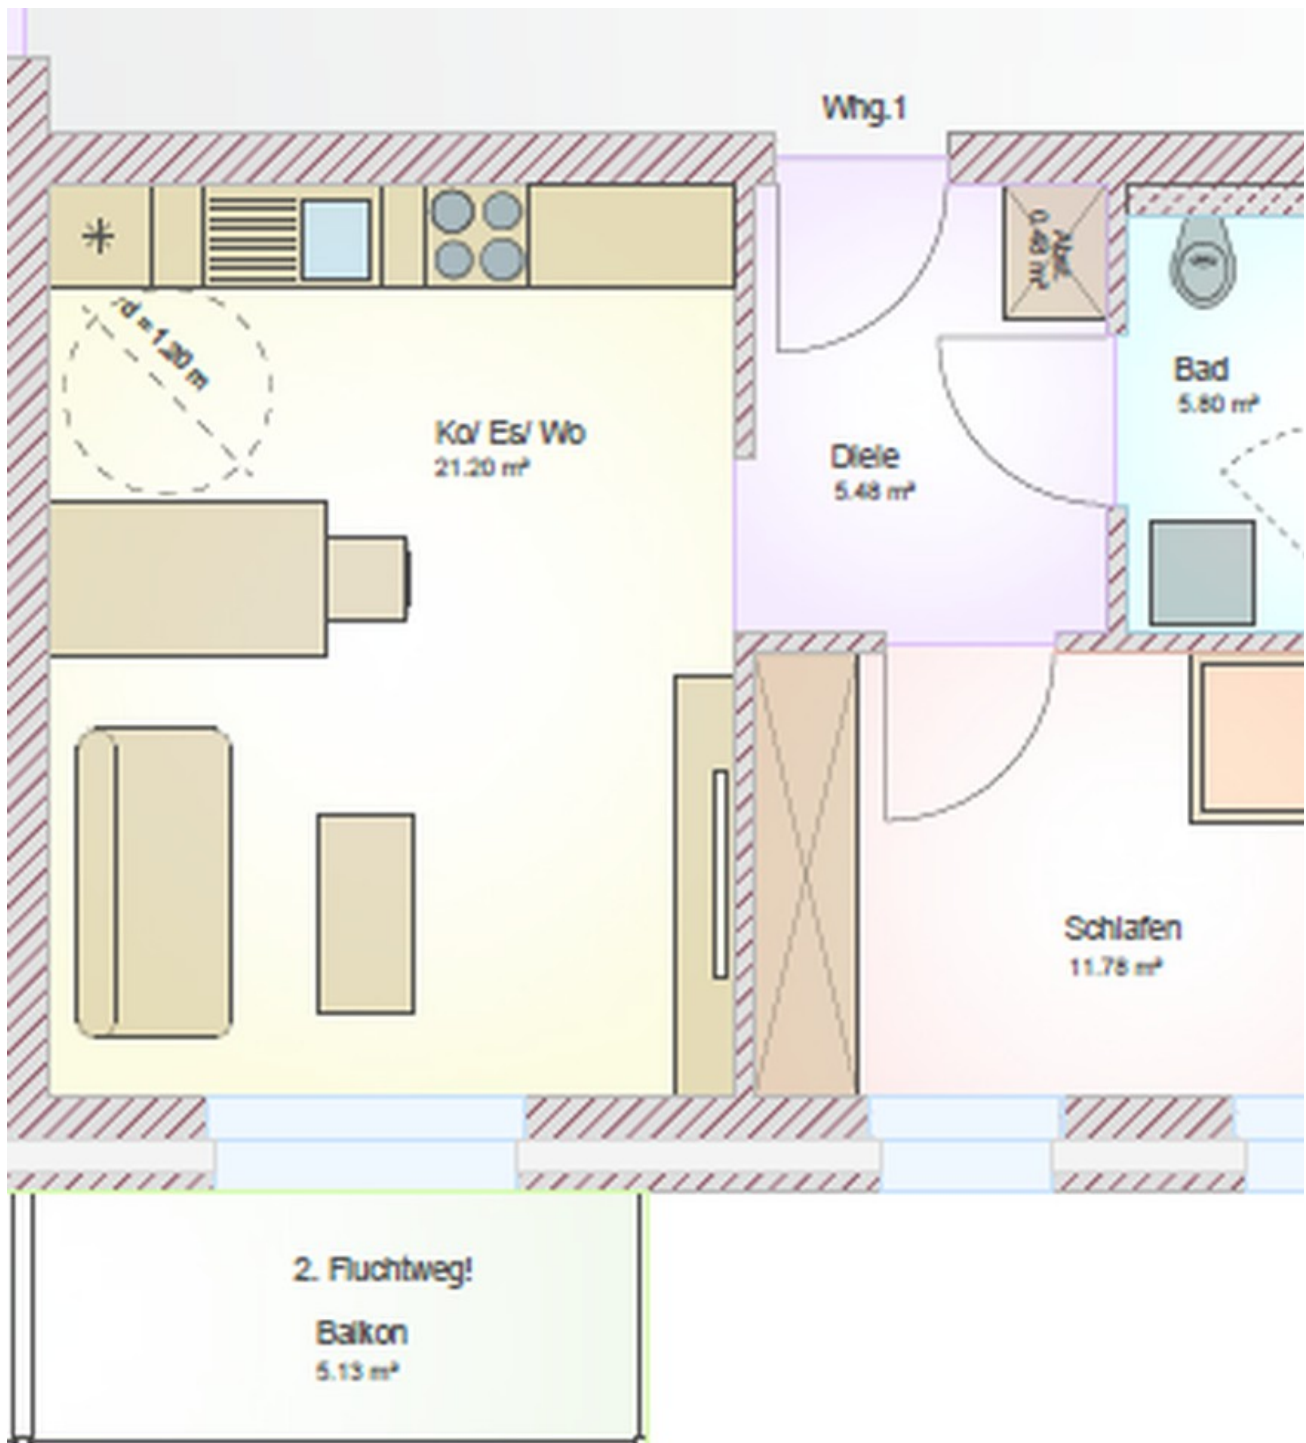 Whg.1
Abst.
0.48 m²
d = 1.20 m
Bad
5.80 m²
Ko/ Es/ Wo
21.20 m²
Diele
5.48 m²
Schlafen
11.78 m²
2. Fluchtweg!
Balkon
5.13 m²